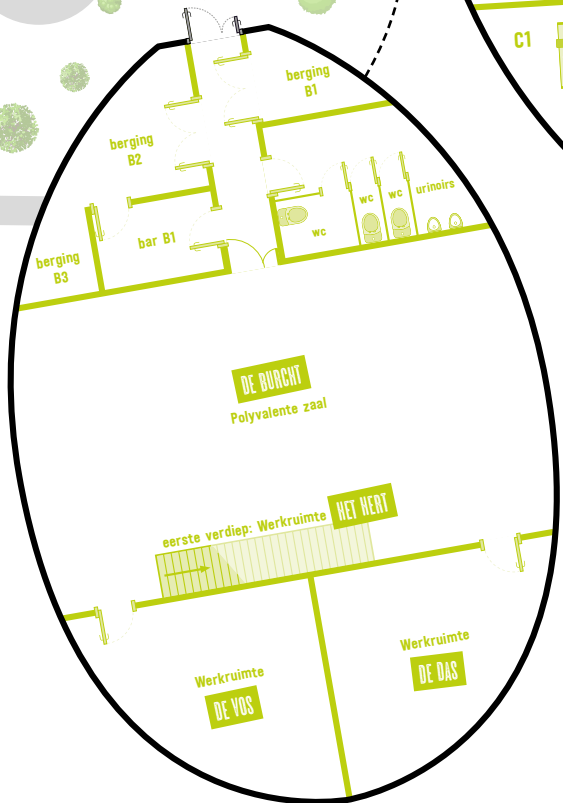 C1
berging
B1
berging
B2
wc
wc
urinoirs
wc
bar B1
berging
B3
DE BURCHT
Polyvalente zaal
eerste verdiep: Werkruimte
HET HERT
Werkruimte
DE DAS
Werkruimte
DE VOS